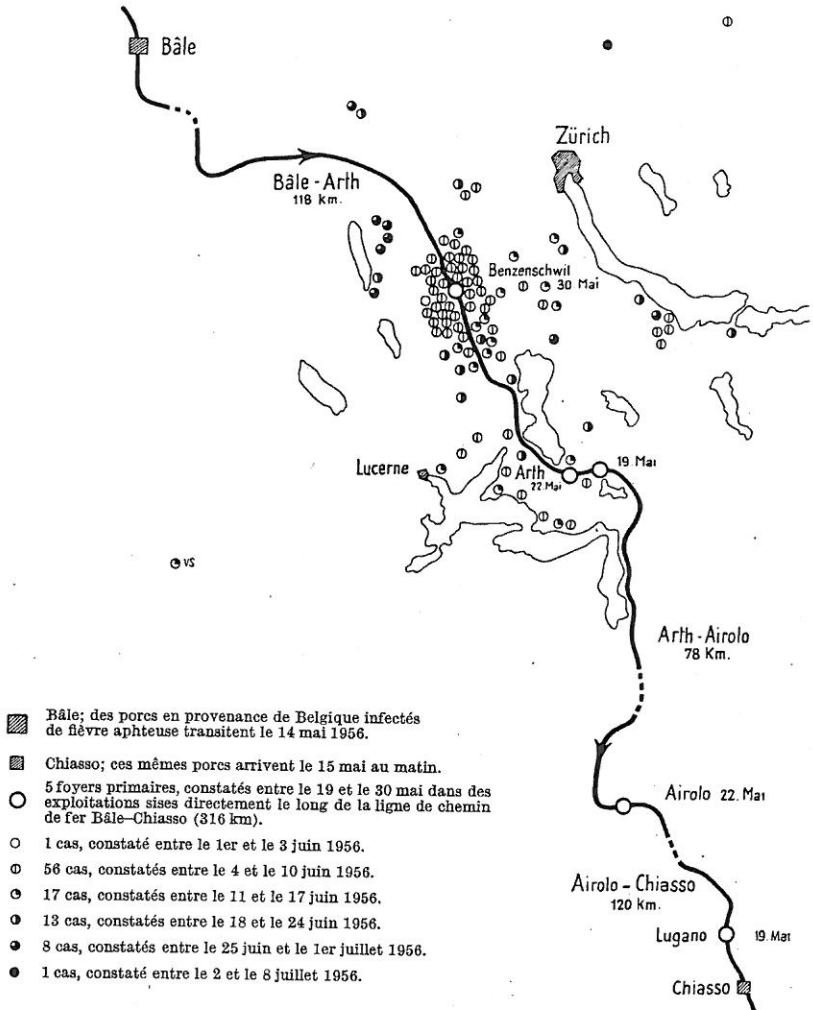 Bâle
Zürich
Bâle - Arth
118 km.
Benzenschwil
30 Mai
Lucerne
Arth
22. Mai
19. Mai
VS
Arth - Airolo
78 Km.
Bâle; des porcs en provenance de Belgique infectés
de fièvre aphteuse transitent le 14 mai 1956.
Chiasso; ces mêmes porcs arrivent le 15 mai au matin.
5 foyers primaires, constatés entre le 19 et le 30 mai dans des
exploitations sises directement le long de la ligne de chemin
de fer Bâle–Chiasso (316 km).
1 cas, constaté entre le 1er et le 3 juin 1956.
56 cas, constatés entre le 4 et le 10 juin 1956.
17 cas, constatés entre le 11 et le 17 juin 1956.
13 cas, constatés entre le 18 et le 24 juin 1956.
8 cas, constatés entre le 25 juin et le 1er juillet 1956.
1 cas, constaté entre le 2 et le 8 juillet 1956.
Airolo 22. Mai
Airolo - Chiasso
120 km.
Lugano 19. Mai
Chiasso